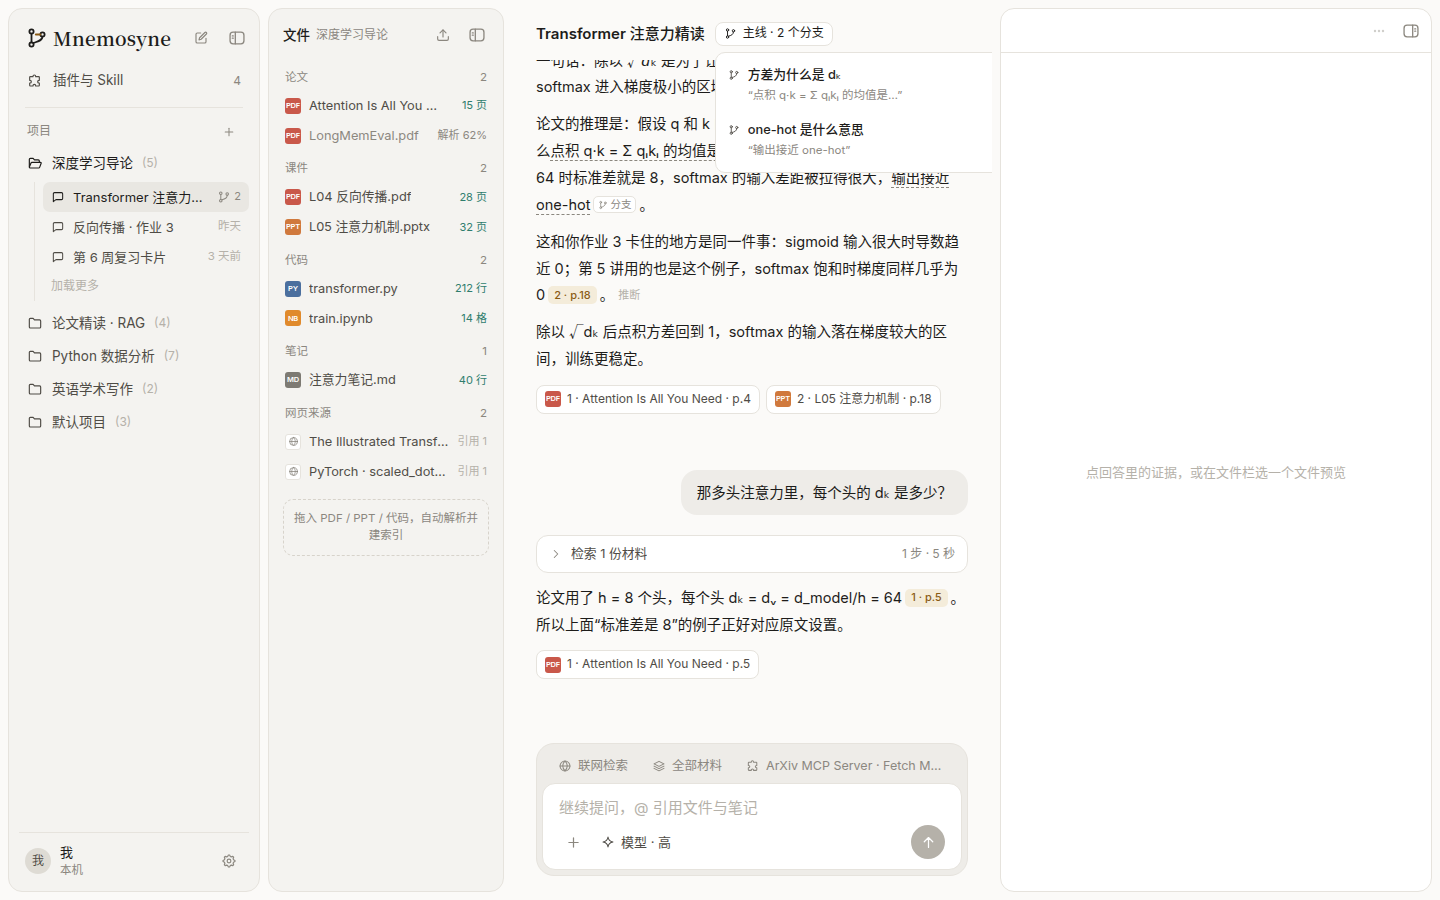 Mnemosyne
插件与 Skill 4
项目
深度学习导论 (5)
Transformer 注意力... 2
反向传播 · 作业 3 昨天
第 6 周复习卡片 3 天前
加载更多
论文精读 · RAG (4)
Python 数据分析 (7)
英语学术写作 (2)
默认项目 (3)
我 我
本机
文件 深度学习导论
论文 2
PDF Attention Is All You ... 15 页
PDF LongMemEval.pdf 解析 62%
课件 2
PDF L04 反向传播.pdf 28 页
PPT L05 注意力机制.pptx 32 页
代码 2
PY transformer.py 212 行
NB train.ipynb 14 格
笔记 1
MD 注意力笔记.md 40 行
网页来源 2
The Illustrated Transf... 引用 1
PyTorch · scaled_dot... 引用 1
拖入 PDF / PPT / 代码，自动解析并
建索引
Transformer 注意力精读 主线 · 2 个分支
方差为什么是 dₖ
“点积 q·k = Σ qᵢkᵢ 的均值是…”
one-hot 是什么意思
“输出接近 one-hot”
一句话：除以 √ dₖ 是为了让
softmax 进入梯度极小的区
论文的推理是：假设 q 和 k
么点积 q·k = Σ qᵢkᵢ 的均值是
64 时标准差就是 8，softmax 的输入差距被拉得很大，输出接近
one-hot 分支 。
这和你作业 3 卡住的地方是同一件事：sigmoid 输入很大时导数趋
近 0；第 5 讲用的也是这个例子，softmax 饱和时梯度同样几乎为
0 2 · p.18 。 推断
除以 √dₖ 后点积方差回到 1，softmax 的输入落在梯度较大的区
间，训练更稳定。
PDF 1 · Attention Is All You Need · p.4 PPT 2 · L05 注意力机制 · p.18
那多头注意力里，每个头的 dₖ 是多少？
检索 1 份材料 1 步 · 5 秒
论文用了 h = 8 个头，每个头 dₖ = dᵥ = d_model/h = 64 1 · p.5 。
所以上面“标准差是 8”的例子正好对应原文设置。
PDF 1 · Attention Is All You Need · p.5
联网检索 全部材料 ArXiv MCP Server · Fetch M...
继续提问，@ 引用文件与笔记
模型 · 高
点回答里的证据，或在文件栏选一个文件预览